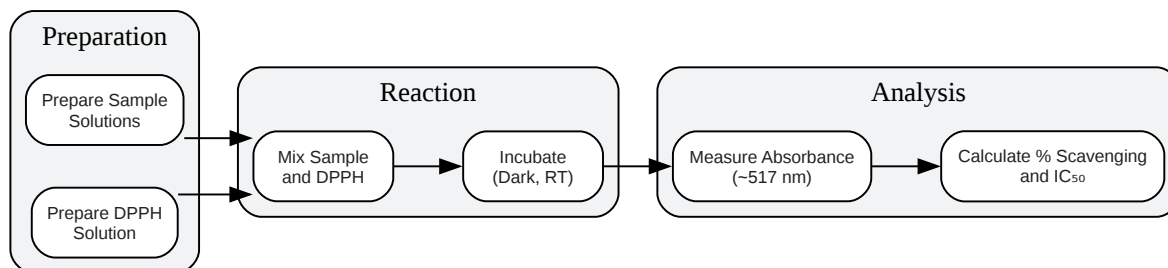 Preparation
Prepare Sample
Solutions
Prepare DPPH
Solution
Reaction
Mix Sample
and DPPH
Incubate
(Dark, RT)
Analysis
Measure Absorbance
(~517 nm)
Calculate % Scavenging
and IC₅₀